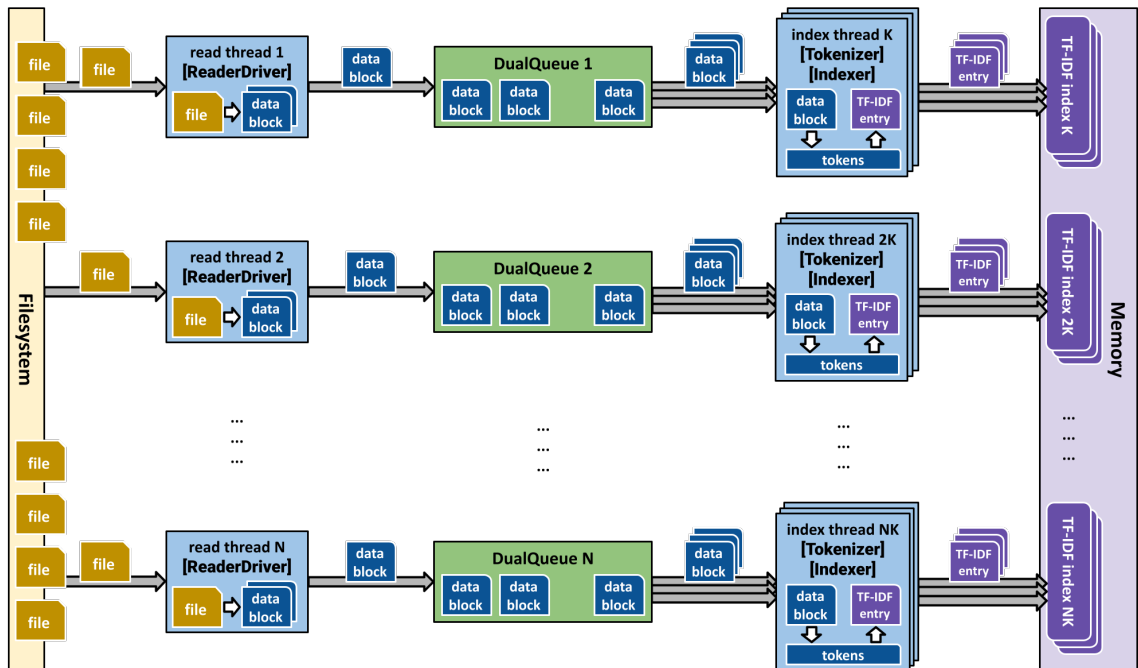 Filesystem
file
file
file
file
file
read thread 1
[ReaderDriver]
file
data
block
data
block
DualQueue 1
data
block
data
block
data
block
data
block
index thread K
[Tokenizer]
[Indexer]
data
block
TF-IDF
entry
tokens
TF-IDF
entry
TF-IDF index K
file
read thread 2
[ReaderDriver]
file
data
block
data
block
DualQueue 2
data
block
data
block
data
block
data
block
index thread 2K
[Tokenizer]
[Indexer]
data
block
TF-IDF
entry
tokens
TF-IDF
entry
TF-IDF index 2K
Memory
...
...
...
...
...
...
...
...
...
...
...
...
file
file
file
file
file
read thread N
[ReaderDriver]
file
data
block
data
block
DualQueue N
data
block
data
block
data
block
data
block
index thread NK
[Tokenizer]
[Indexer]
data
block
TF-IDF
entry
tokens
TF-IDF
entry
TF-IDF index NK